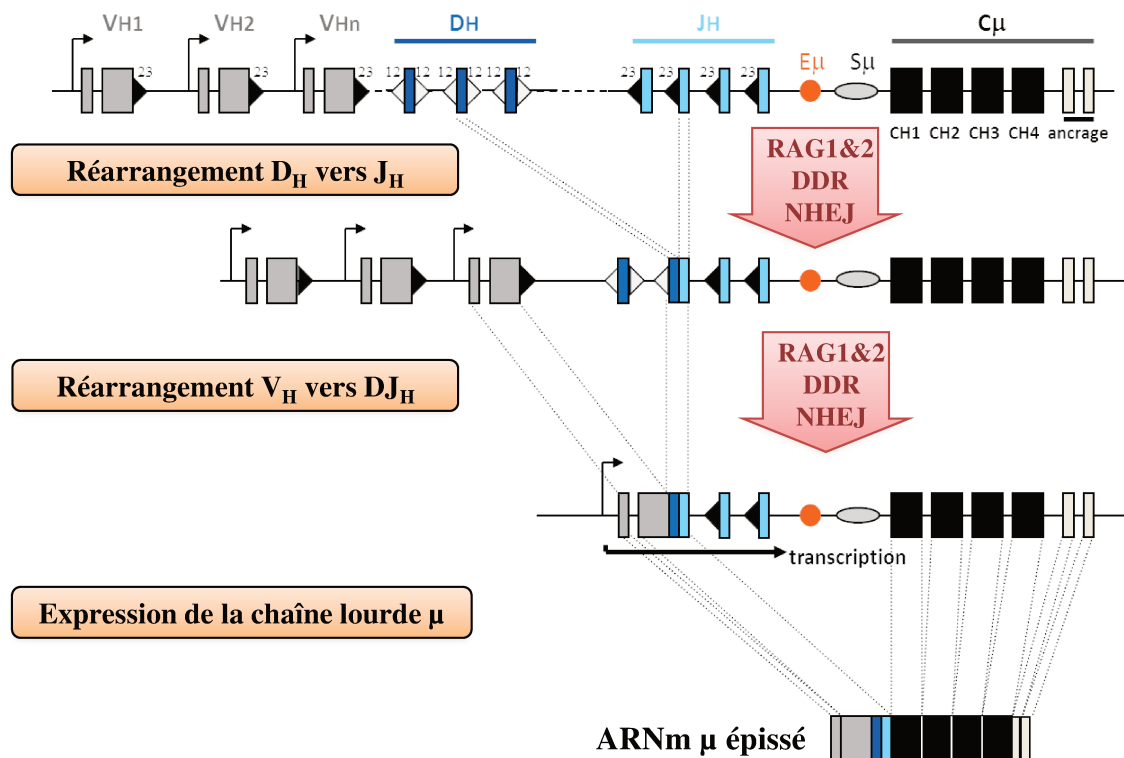 VH1 VH2 VHn DH JH Cμ
Eμ Sμ
23 23 23 12 12 12 12 12 12 23 23 23 23
CH1 CH2 CH3 CH4 ancrage
Réarrangement DH vers JH
RAG1&2
DDR
NHEJ
Réarrangement VH vers DJH
RAG1&2
DDR
NHEJ
transcription
Expression de la chaîne lourde μ
ARNm μ épissé